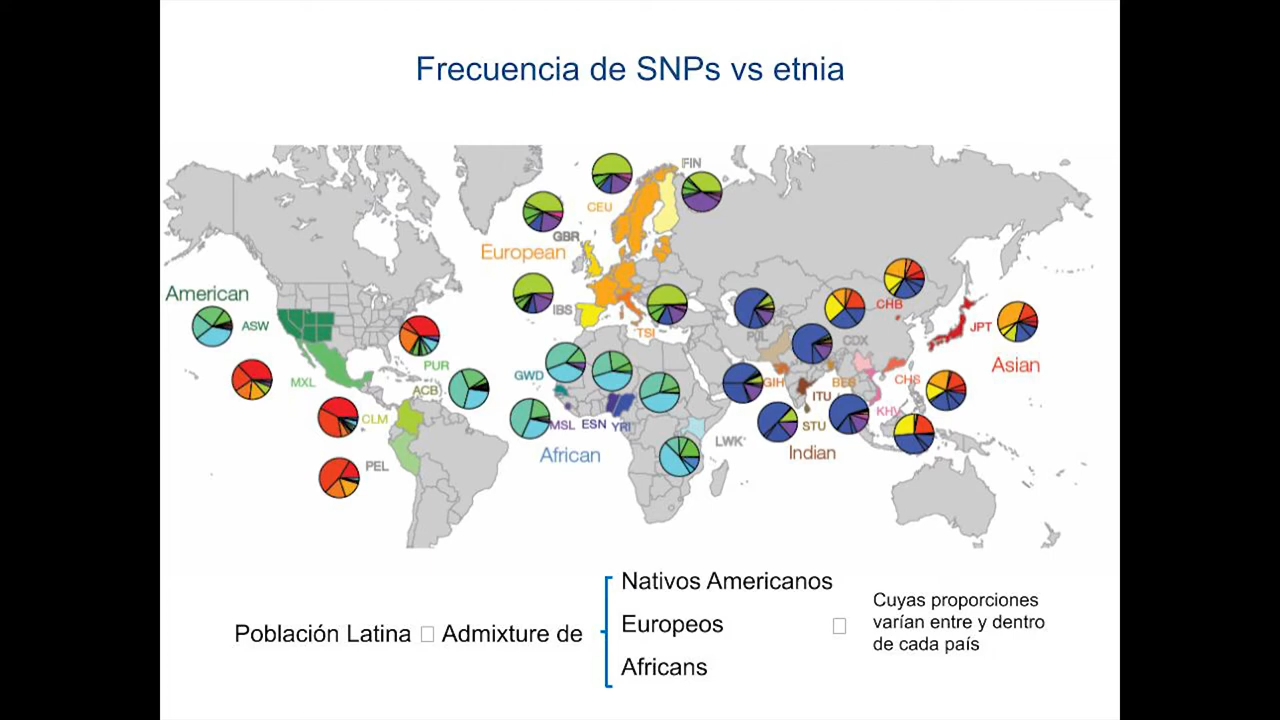 Frecuencia de SNPs vs etnia
FIN
CEU
GBR
European
American
ASW
IBS
TSI
CHB
JPT
PJL
CDX
Asian
PUR
MXL
ACB
GWD
GIH
BEB
CHS
ITU
KHV
CLM
MSL
ESN
YRI
STU
LWK
African
Indian
PEL
Nativos Americanos
Población Latina □ Admixture de
Europeos
Africans
□
Cuyas proporciones
varían entre y dentro
de cada país